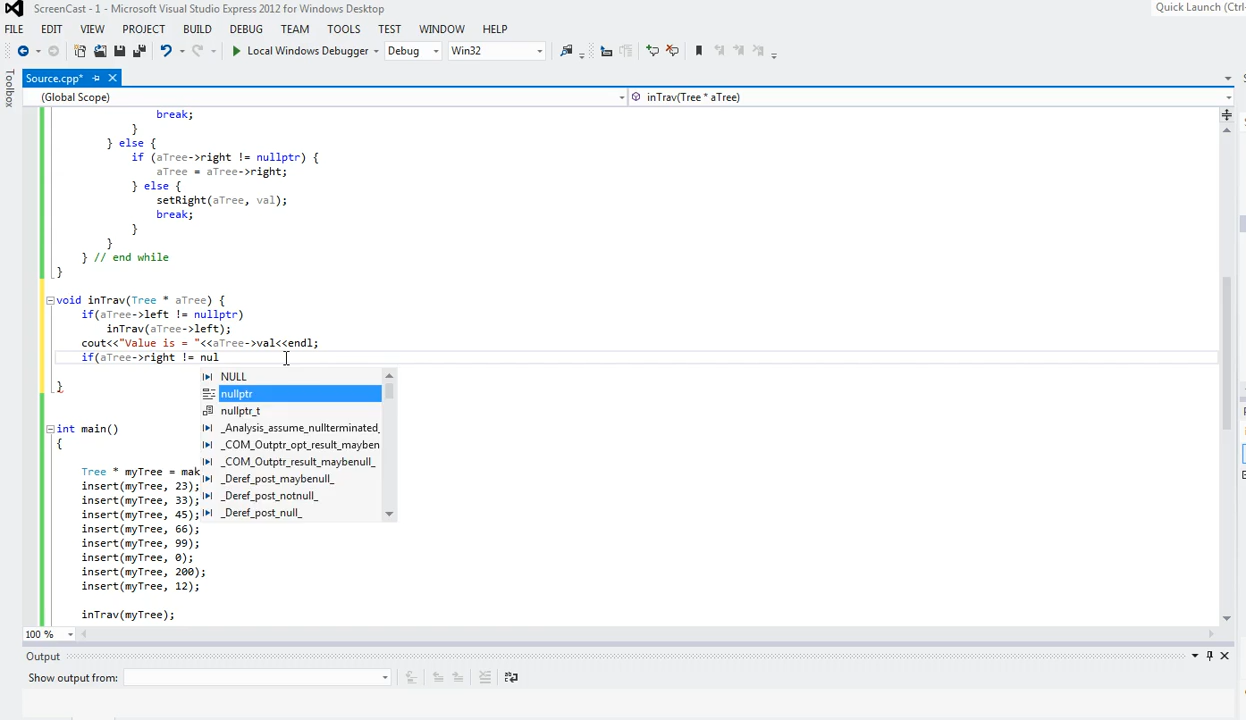 ScreenCast - 1 - Microsoft Visual Studio Express 2012 for Windows Desktop
Quick Launch (Ctrl-
FILE EDIT VIEW PROJECT BUILD DEBUG TEAM TOOLS TEST WINDOW HELP
Local Windows Debugger Debug Win32
Toolbox
Source.cpp*
(Global Scope) inTrav(Tree * aTree)
break;
}
} else {
if (aTree->right != nullptr) {
aTree = aTree->right;
} else {
setRight(aTree, val);
break;
}
}
} // end while
}
void inTrav(Tree * aTree) {
if(aTree->left != nullptr)
inTrav(aTree->left);
cout<<"Value is = "<<aTree->val<<endl;
if(aTree->right != nul
NULL
}
nullptr
nullptr_t
_Analysis_assume_nullterminated_
int main()
_COM_Outptr_opt_result_mayben
{
_COM_Outptr_result_maybenull_
Tree * myTree = mak
_Deref_post_maybenull_
insert(myTree, 23);
_Deref_post_notnull_
insert(myTree, 33);
_Deref_post_null_
insert(myTree, 45);
insert(myTree, 66);
insert(myTree, 99);
insert(myTree, 0);
insert(myTree, 200);
insert(myTree, 12);
inTrav(myTree);
100 %
Output
Show output from: